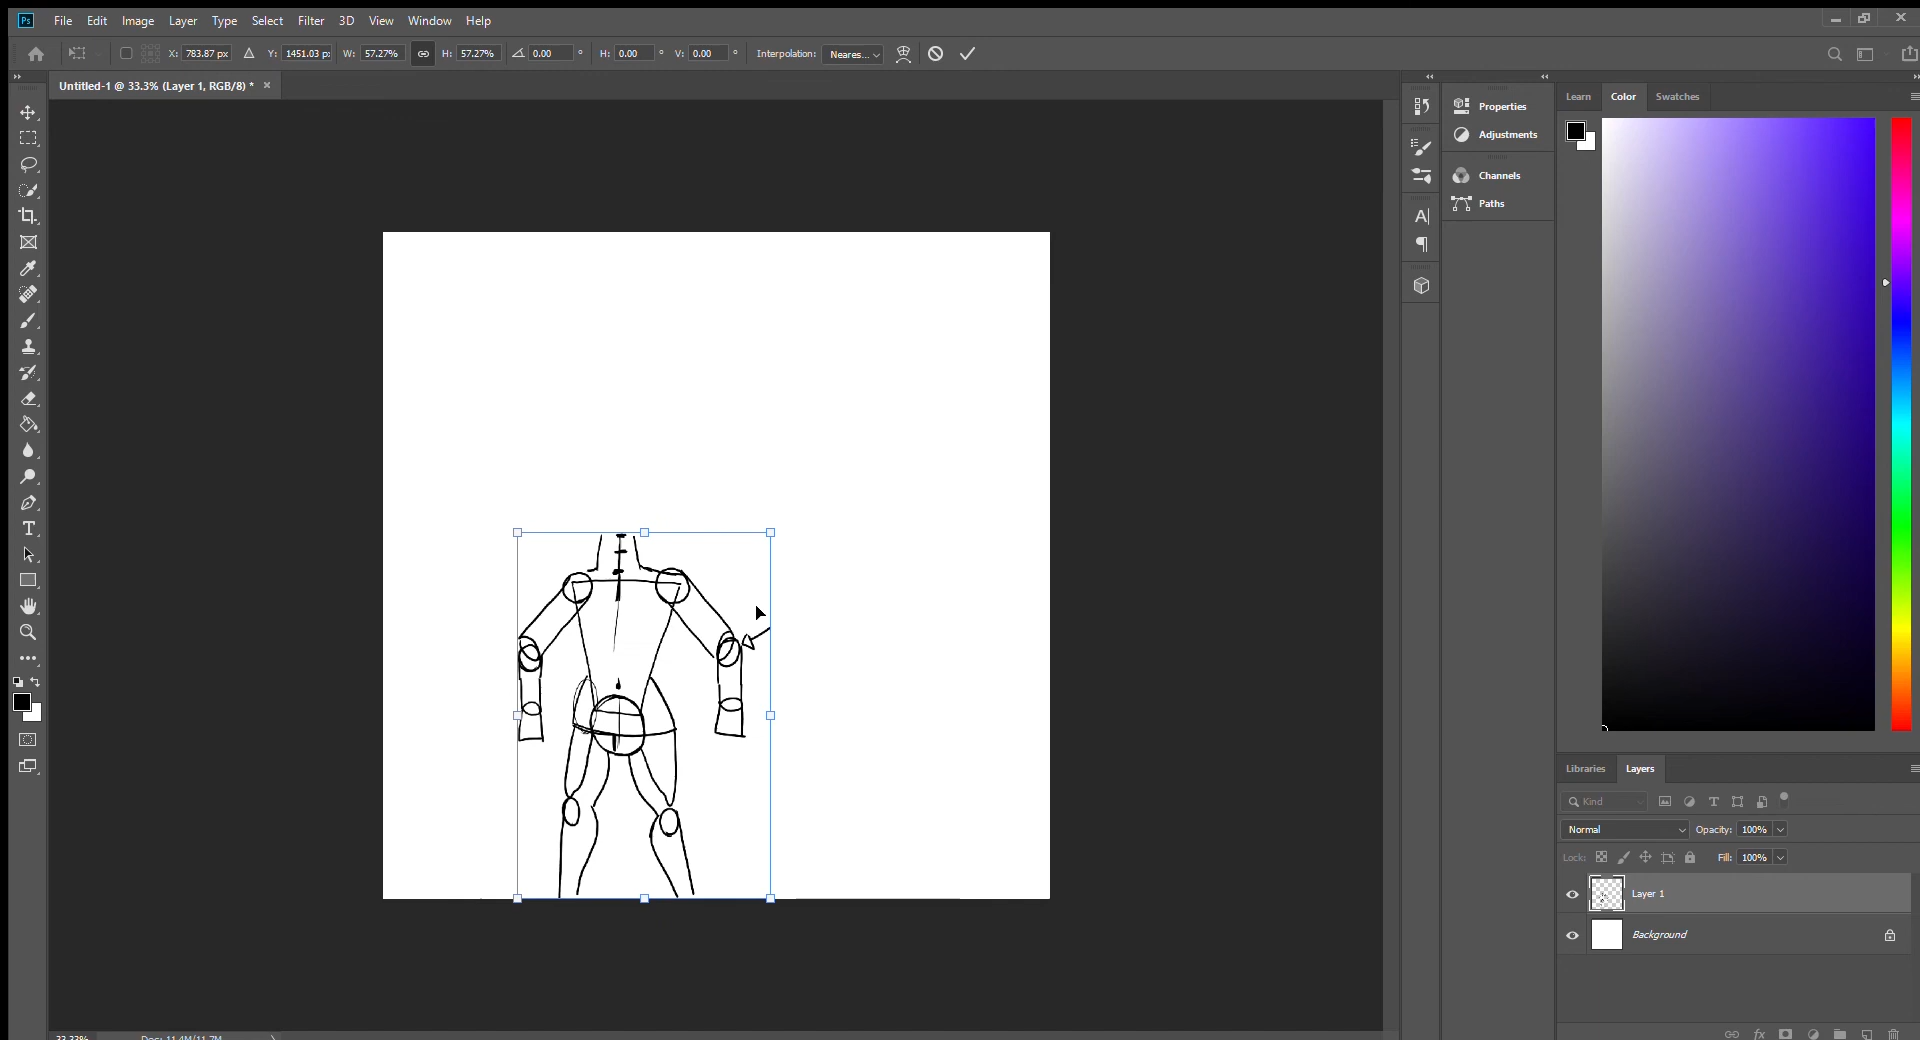 Ps File Edit Image Layer Type Select Filter 3D View Window Help
X: 783.87 px Y: 1451.03 p: W: 57.27% H: 57.27% 0.00 ° H: 0.00 ° V: 0.00 ° Interpolation: Neares...
Untitled-1 @ 33.3% (Layer 1, RGB/8) * ×
Learn Color Swatches
Properties
Adjustments
Channels
Paths
Libraries Layers
Kind
Normal Opacity: 100%
Lock: Fill: 100%
Layer 1
Background
fx
33.33% Doc: 11.4M/11.7M